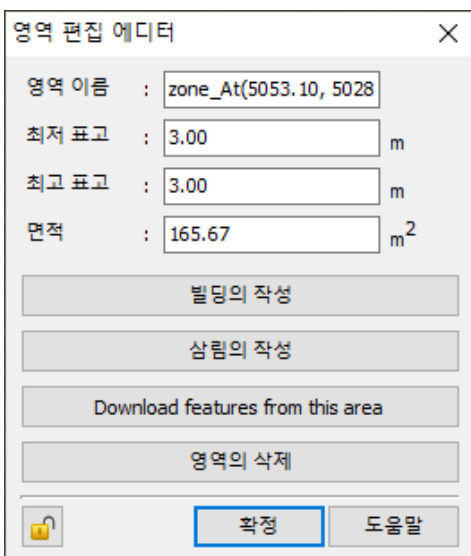 영역 편집 에디터
영역 이름 : zone_At(5053.10, 5028
최저 표고 : 3.00 m
최고 표고 : 3.00 m
면적 : 165.67 m2
빌딩의 작성
삼림의 작성
Download features from this area
영역의 삭제
확정 도움말